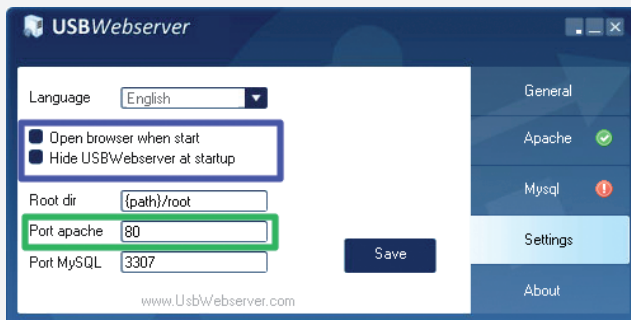 USBWebserver
Language
English
Open browser when start
Hide USBWebserver at startup
Root dir
{path}/root
Port apache
80
Port MySQL
3307
Save
www.UsbWebserver.com
General
Apache
Mysql
Settings
About